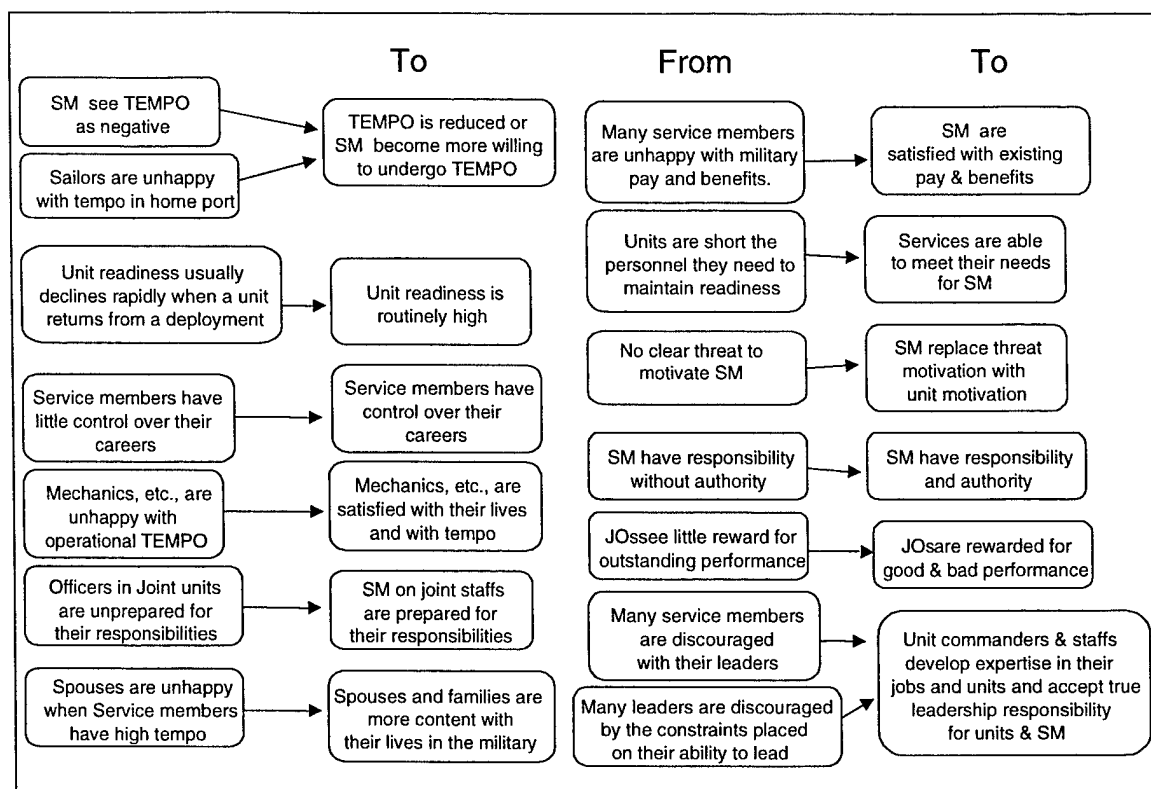 To
From
To
SM see TEMPO
as negative
Sailors are unhappy
with tempo in home port
TEMPO is reduced or
SM become more willing
to undergo TEMPO
Unit readiness usually
declines rapidly when a unit
returns from a deployment
Unit readiness is
routinely high
Service members have
little control over their
careers
Service members have
control over their
careers
Mechanics, etc., are
unhappy with
operational TEMPO
Mechanics, etc., are
satisfied with their lives
and with tempo
Officers in Joint units
are unprepared for
their responsibilities
SM on joint staffs
are prepared for
their responsibilities
Spouses are unhappy
when Service members
have high tempo
Spouses and families are
more content with
their lives in the military
Many service members
are unhappy with military
pay and benefits.
SM are
satisfied with existing
pay & benefits
Units are short the
personnel they need to
maintain readiness
Services are able
to meet their needs
for SM
No clear threat to
motivate SM
SM replace threat
motivation with
unit motivation
SM have responsibility
without authority
SM have responsibility
and authority
JOssee little reward for
outstanding performance
JOsare rewarded for
good & bad performance
Many service members
are discouraged
with their leaders
Many leaders are discouraged
by the constraints placed
on their ability to lead
Unit commanders & staffs
develop expertise in their
jobs and units and accept true
leadership responsibility
for units & SM